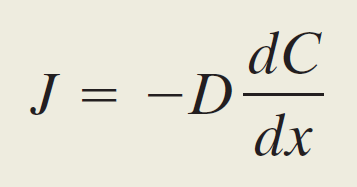 J = −D dC/dx